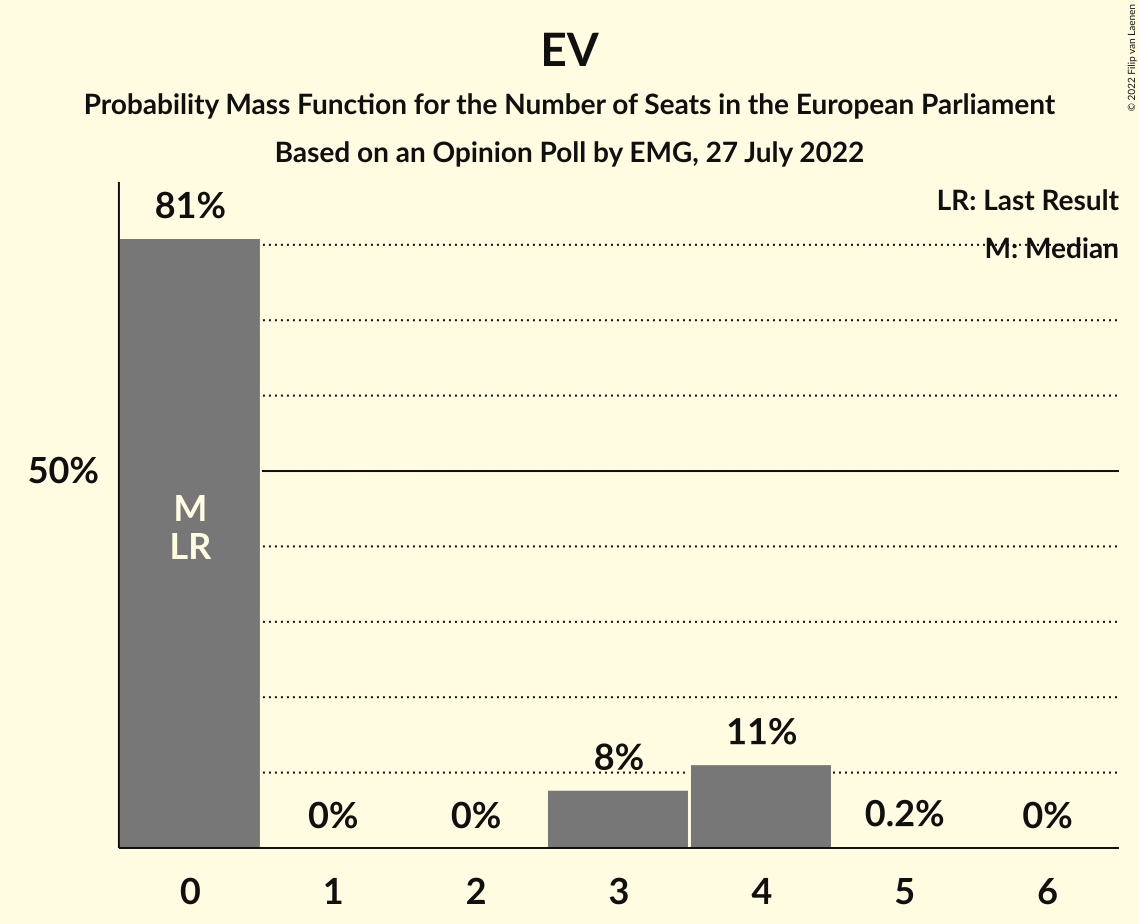 EV
Probability Mass Function for the Number of Seats in the European Parliament
Based on an Opinion Poll by EMG, 27 July 2022
© 2022 Filip van Laenen
LR: Last Result
M: Median
81%
50%
M
LR
0%
0%
8%
11%
0.2%
0%
0
1
2
3
4
5
6